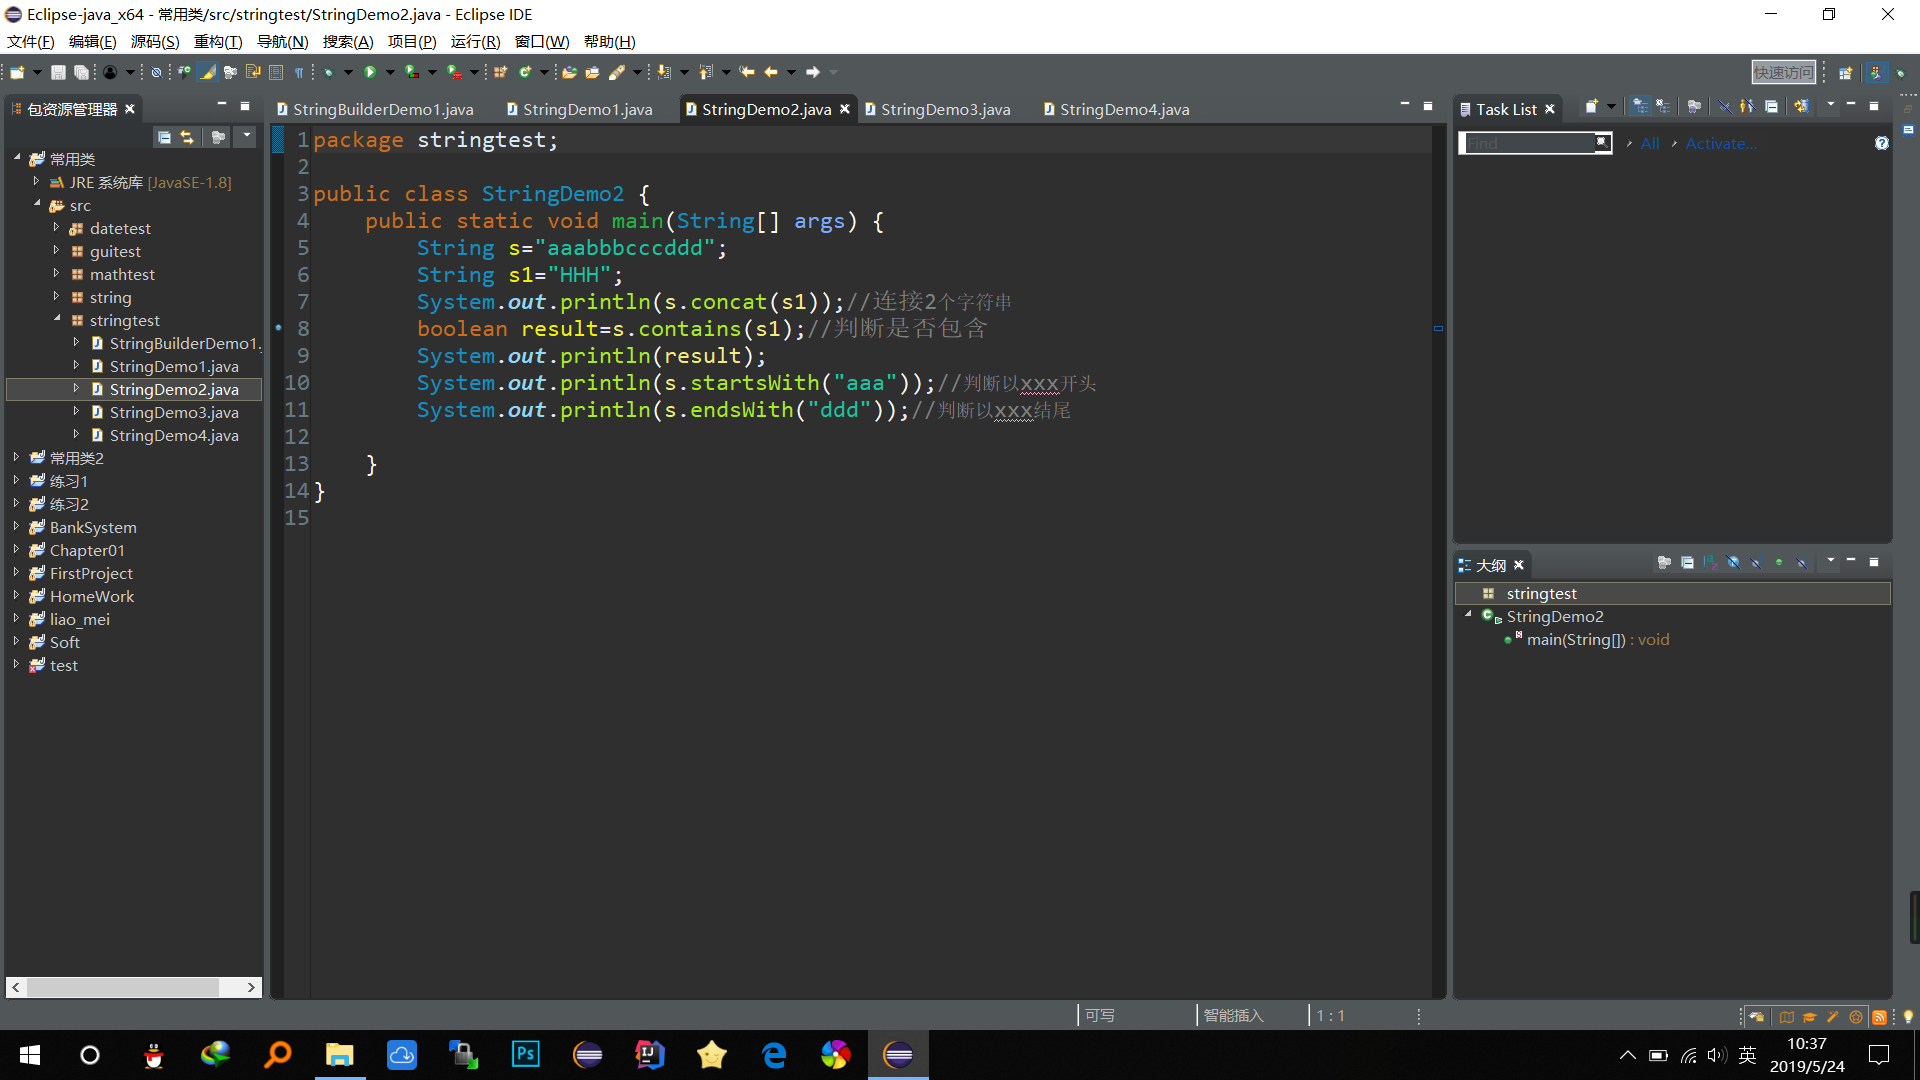 Eclipse-java_x64 - 常用类/src/stringtest/StringDemo2.java - Eclipse IDE
文件(F) 编辑(E) 源码(S) 重构(T) 导航(N) 搜索(A) 项目(P) 运行(R) 窗口(W) 帮助(H)
快速访问
包资源管理器
常用类
JRE 系统库 [JavaSE-1.8]
src
datetest
guitest
mathtest
string
stringtest
StringBuilderDemo1.
StringDemo1.java
StringDemo2.java
StringDemo3.java
StringDemo4.java
常用类2
练习1
练习2
BankSystem
Chapter01
FirstProject
HomeWork
liao_mei
Soft
test
StringBuilderDemo1.java StringDemo1.java StringDemo2.java StringDemo3.java StringDemo4.java
1 package stringtest;
2
3 public class StringDemo2 {
4 public static void main(String[] args) {
5 String s="aaabbbcccddd";
6 String s1="HHH";
7 System.out.println(s.concat(s1));//连接2个字符串
8 boolean result=s.contains(s1);//判断是否包含
9 System.out.println(result);
10 System.out.println(s.startsWith("aaa"));//判断以xxx开头
11 System.out.println(s.endsWith("ddd"));//判断以xxx结尾
12
13 }
14 }
15
Task List
Find All Activate...
大纲
stringtest
StringDemo2
main(String[]) : void
可写 智能插入 1 : 1
Ps
IJ
英
10:37
2019/5/24